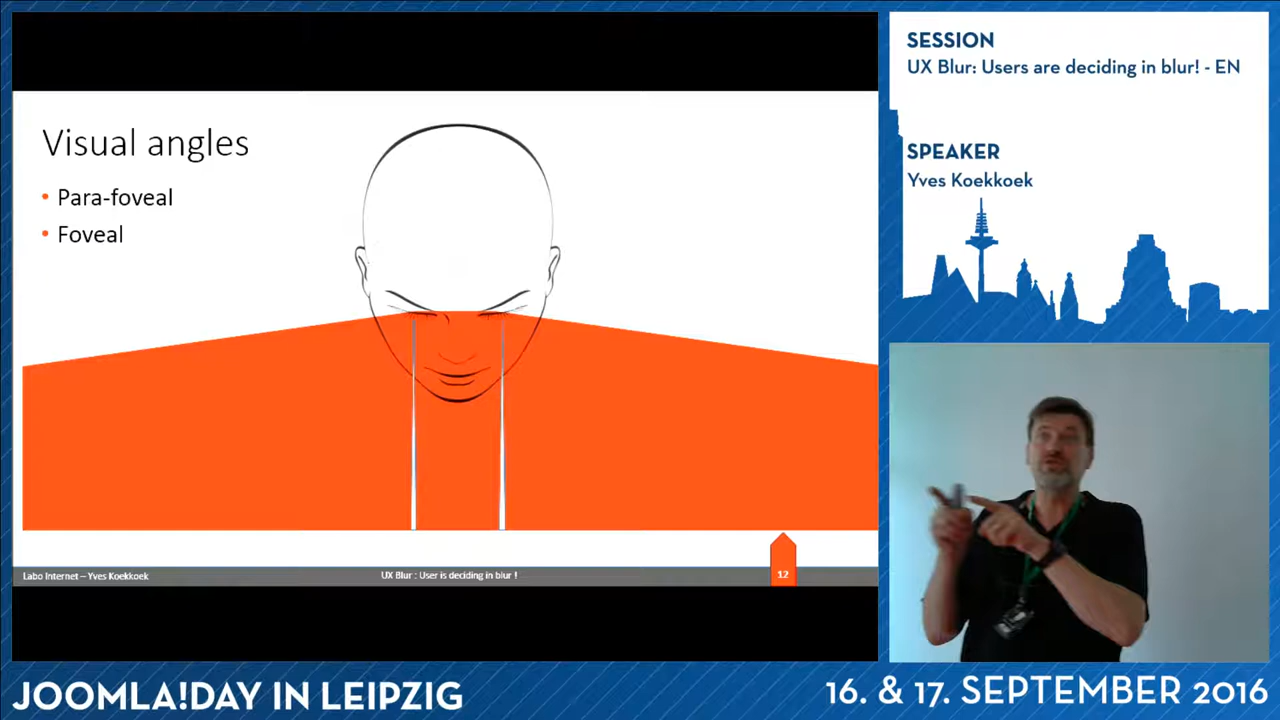 Visual angles
• Para-foveal
• Foveal
Labo Internet – Yves Koekkoek
UX Blur : User is deciding in blur !
12
SESSION
UX Blur: Users are deciding in blur! - EN
SPEAKER
Yves Koekkoek
JOOMLA!DAY IN LEIPZIG
16. & 17. SEPTEMBER 2016